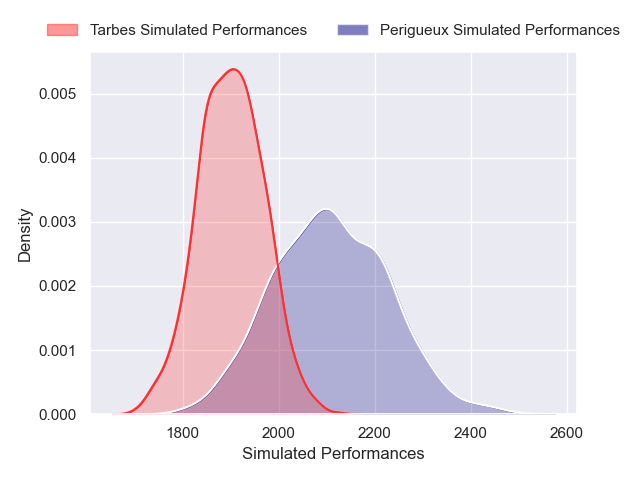 Tarbes Simulated Performances Perigueux Simulated Performances
0.005
0.004
0.003
0.002
0.001
0.000
Density
1800 2000 2200 2400 2600
Simulated Performances